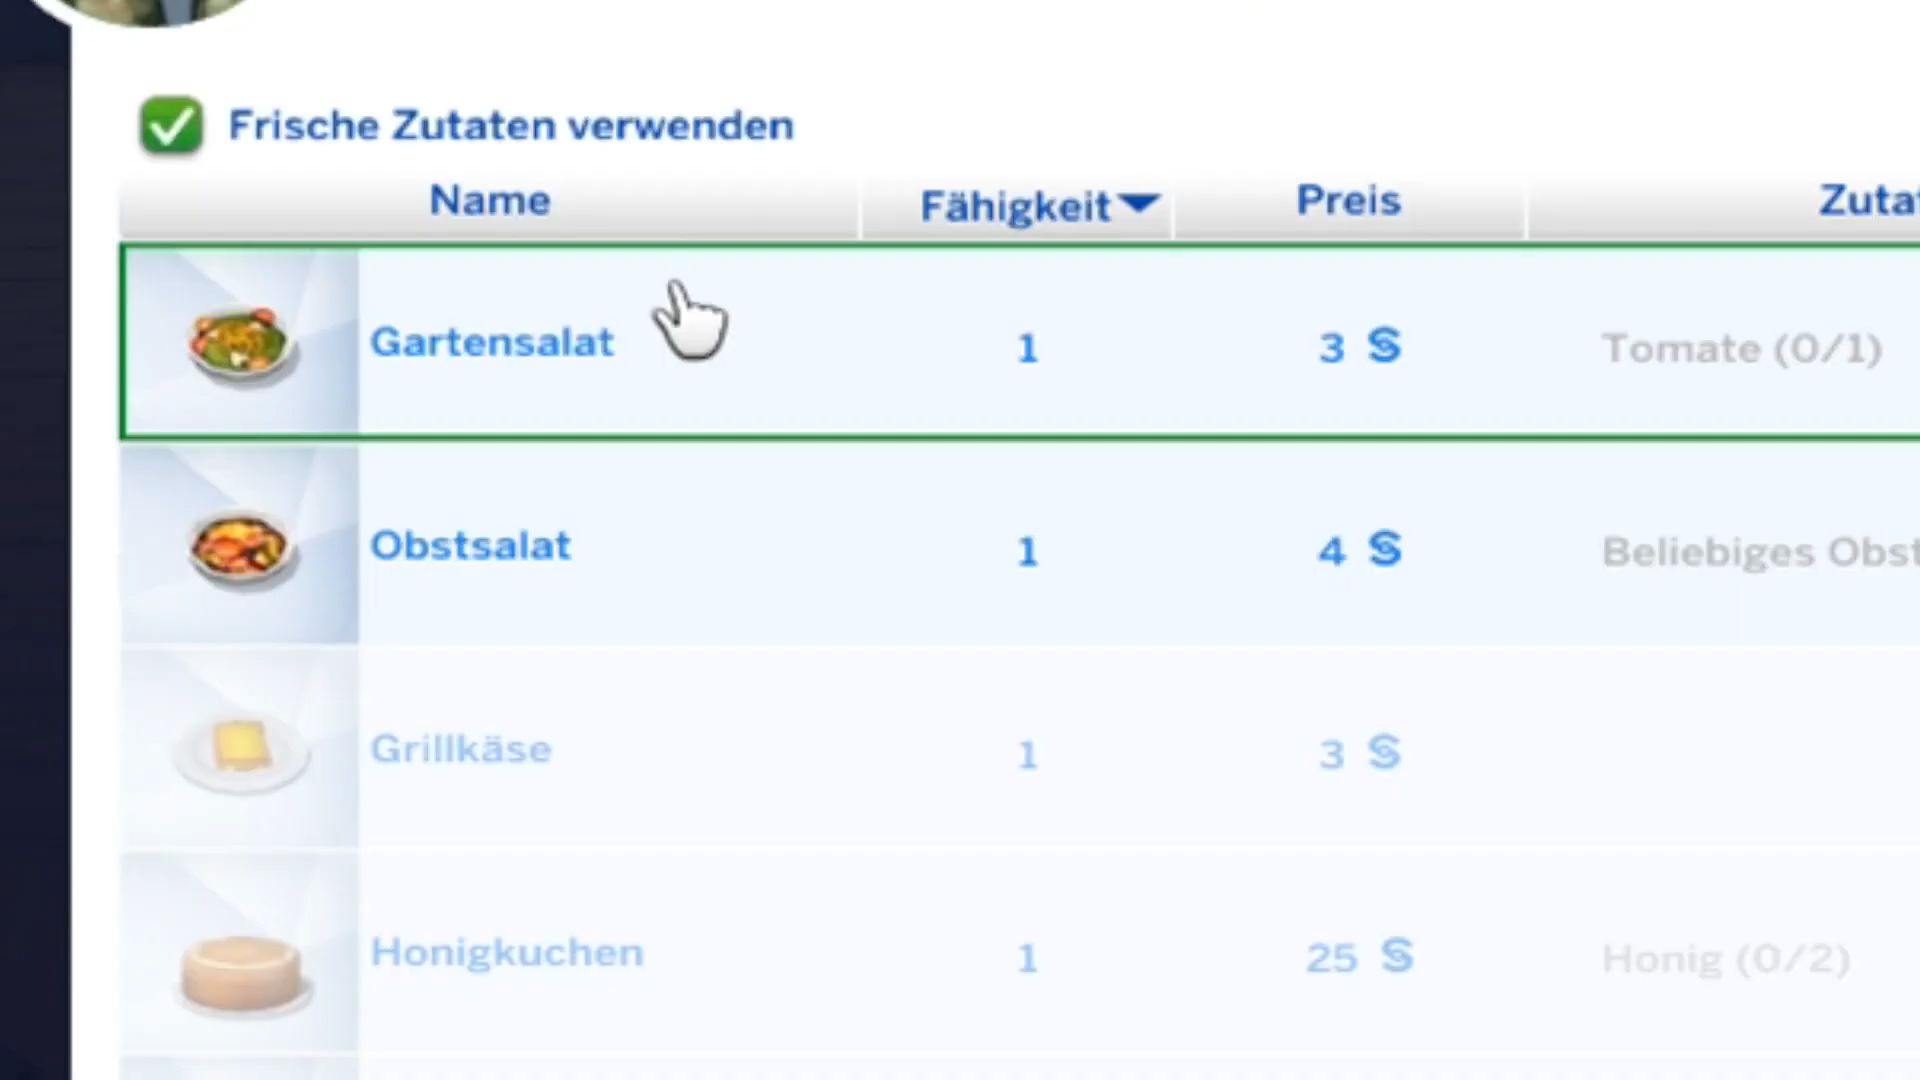 Frische Zutaten verwenden
Name Fähigkeit Preis
Gartensalat 1 3 Tomate (0/1)
Obstsalat 1 4 Beliebiges Obst
Grillkäse 1 3
Honigkuchen 1 25 Honig (0/2)